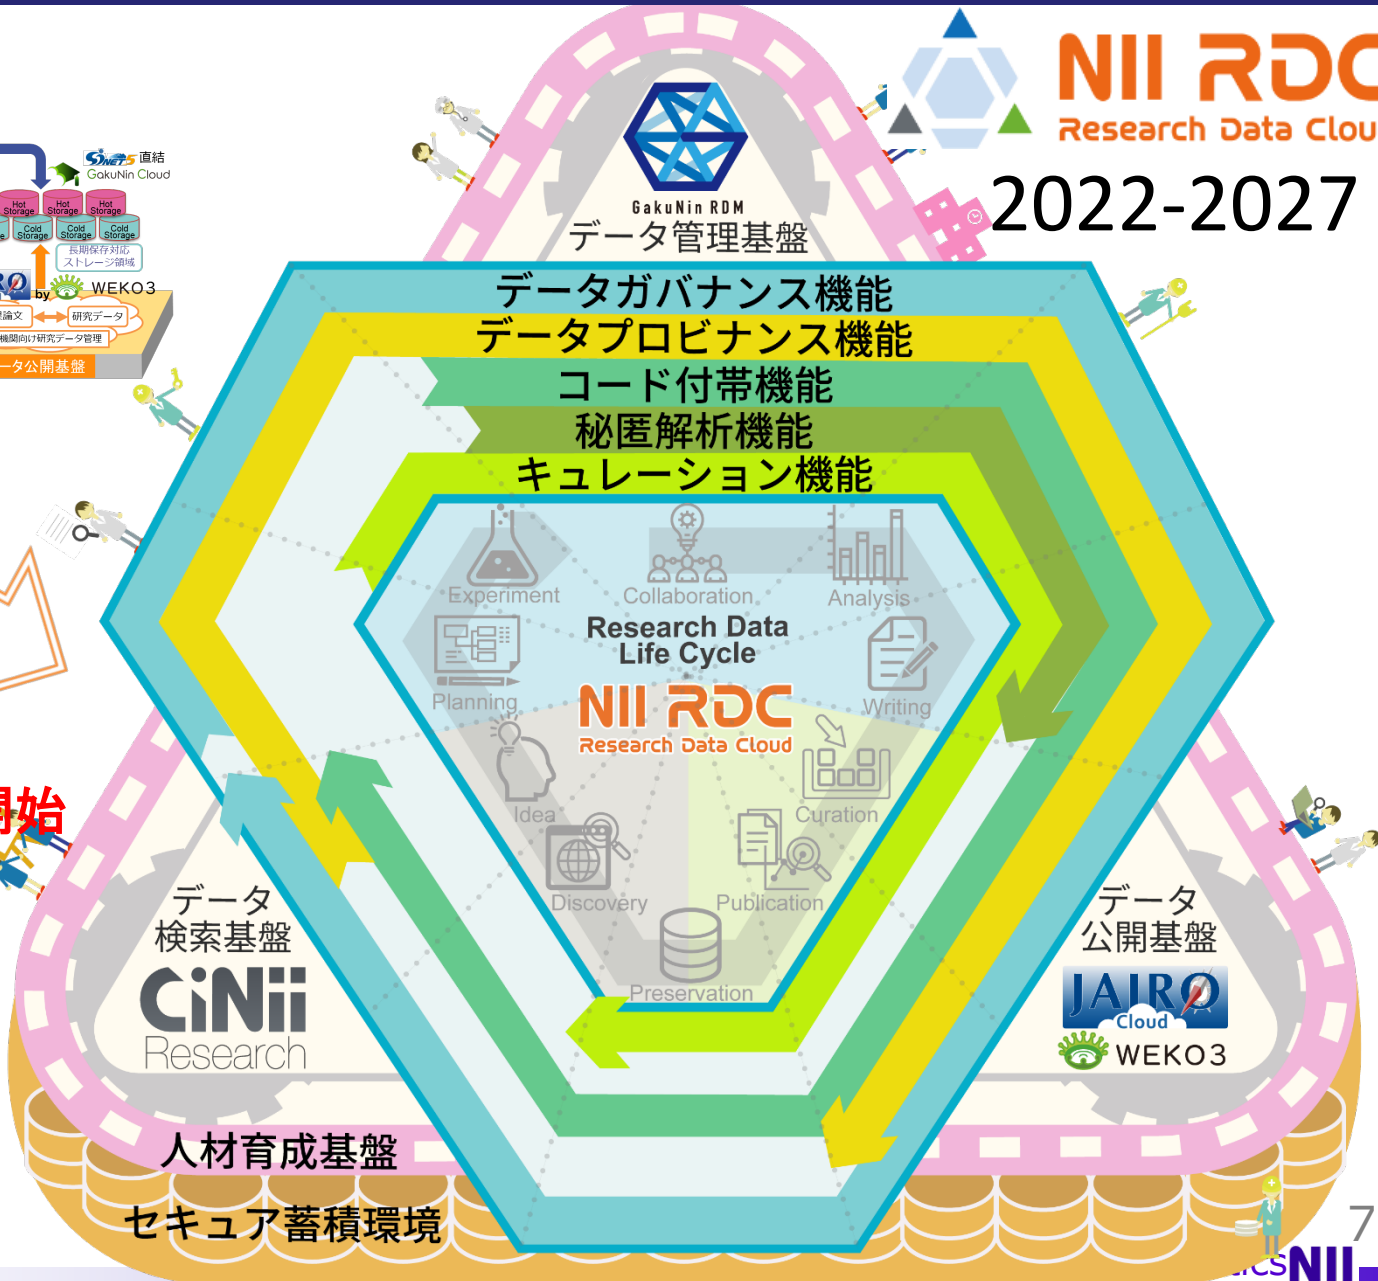 NII RDC
Research Data Clou
2022-2027
SINET5 直結
GakuNin Cloud
Hot Storage
Hot Storage
Hot Storage
Cold Storage
Cold Storage
Cold Storage
長期保存対応
ストレージ領域
by WEKO3
論文
研究データ
機関向け研究データ管理
ータ公開基盤
GakuNin RDM
データ管理基盤
データガバナンス機能
データプロビナンス機能
コード付帯機能
秘匿解析機能
キュレーション機能
Experiment
Collaboration
Analysis
Research Data
Life Cycle
NII RDC
Research Data Cloud
Planning
Writing
Idea
Curation
Discovery
Publication
Preservation
開始
データ
検索基盤
CiNii
Research
データ
公開基盤
JAIRO
Cloud
WEKO3
人材育成基盤
セキュア蓄積環境
7
ics NII